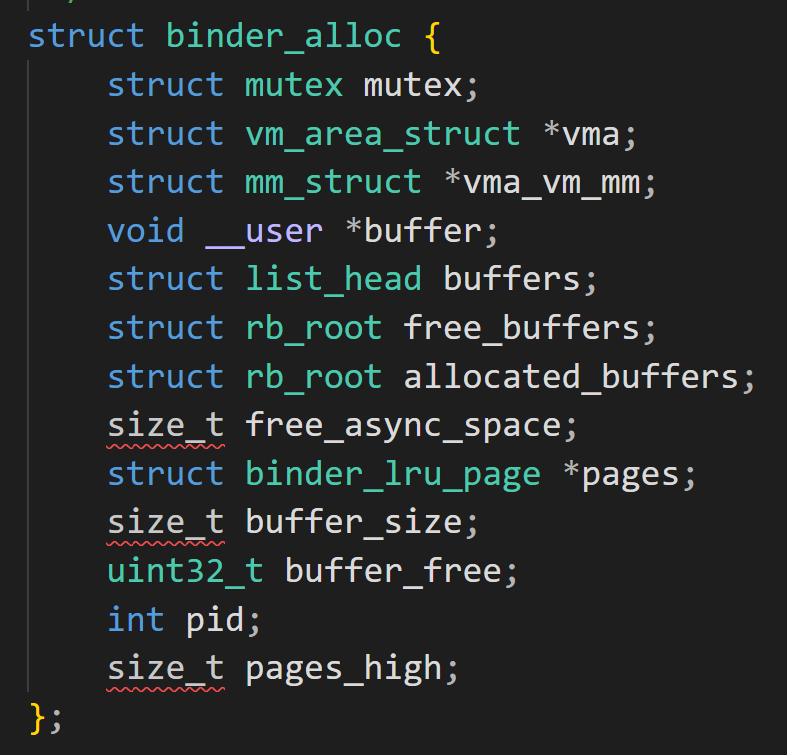 struct binder_alloc {
    struct mutex mutex;
    struct vm_area_struct *vma;
    struct mm_struct *vma_vm_mm;
    void __user *buffer;
    struct list_head buffers;
    struct rb_root free_buffers;
    struct rb_root allocated_buffers;
    size_t free_async_space;
    struct binder_lru_page *pages;
    size_t buffer_size;
    uint32_t buffer_free;
    int pid;
    size_t pages_high;
};